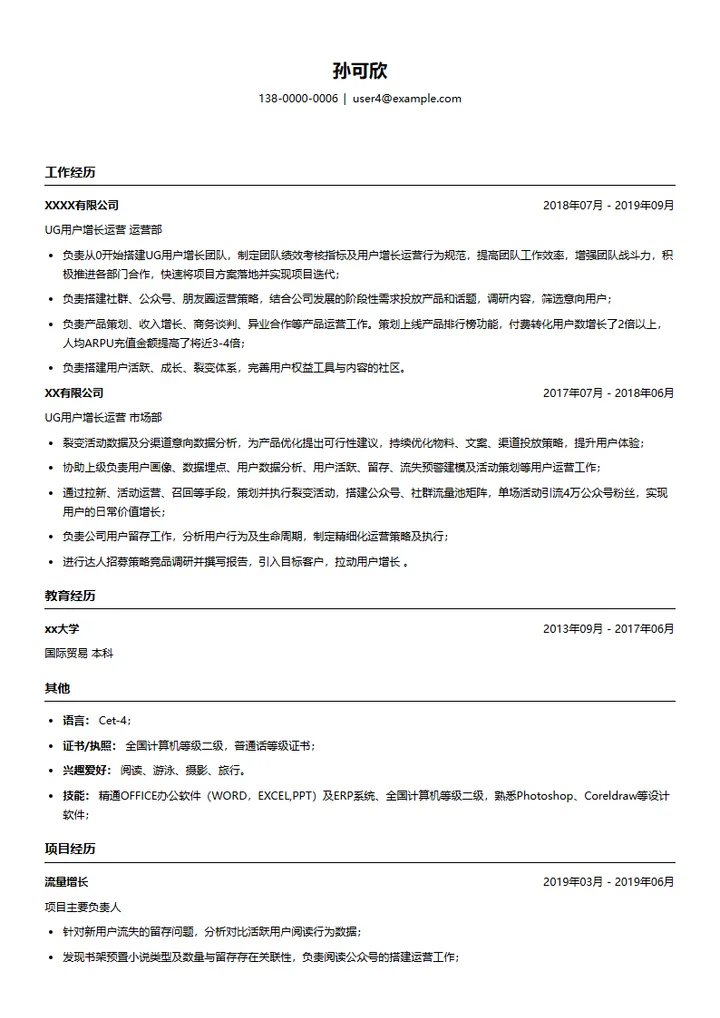 孙可欣
138-0000-0006 | user4@example.com
工作经历
XXXX有限公司 2018年07月 - 2019年09月
UG用户增长运营 运营部
• 负责从0开始搭建UG用户增长团队，制定团队绩效考核指标及用户增长运营行为规范，提高团队工作效率，增强团队战斗力，积
极推进各部门合作，快速将项目方案落地并实现项目迭代；
• 负责搭建社群、公众号、朋友圈运营策略，结合公司发展的阶段性需求投放产品和话题，调研内容，筛选意向用户；
• 负责产品策划、收入增长、商务谈判、异业合作等产品运营工作。策划上线产品排行榜功能，付费转化用户数增长了2倍以上，
人均ARPU充值金额提高了将近3-4倍；
• 负责搭建用户活跃、成长、裂变体系，完善用户权益工具与内容的社区。
XX有限公司 2017年07月 - 2018年06月
UG用户增长运营 市场部
• 裂变活动数据及分渠道意向数据分析，为产品优化提出可行性建议，持续优化物料、文案、渠道投放策略，提升用户体验；
• 协助上级负责用户画像、数据埋点、用户数据分析、用户活跃、留存、流失预警建模及活动策划等用户运营工作；
• 通过拉新、活动运营、召回等手段，策划并执行裂变活动，搭建公众号、社群流量池矩阵，单场活动引流4万公众号粉丝，实现
用户的日常价值增长；
• 负责公司用户留存工作，分析用户行为及生命周期，制定精细化运营策略及执行；
• 进行达人招募策略竞品调研并撰写报告，引入目标客户，拉动用户增长 。
教育经历
xx大学 2013年09月 - 2017年06月
国际贸易 本科
其他
• 语言： Cet-4；
• 证书/执照： 全国计算机等级二级，普通话等级证书；
• 兴趣爱好： 阅读、游泳、摄影、旅行。
• 技能： 精通OFFICE办公软件（WORD，EXCEL,PPT）及ERP系统、全国计算机等级二级，熟悉Photoshop、Coreldraw等设计
软件；
项目经历
流量增长 2019年03月 - 2019年06月
项目主要负责人
• 针对新用户流失的留存问题，分析对比活跃用户阅读行为数据；
• 发现书架预置小说类型及数量与留存存在关联性，负责阅读公众号的搭建运营工作；